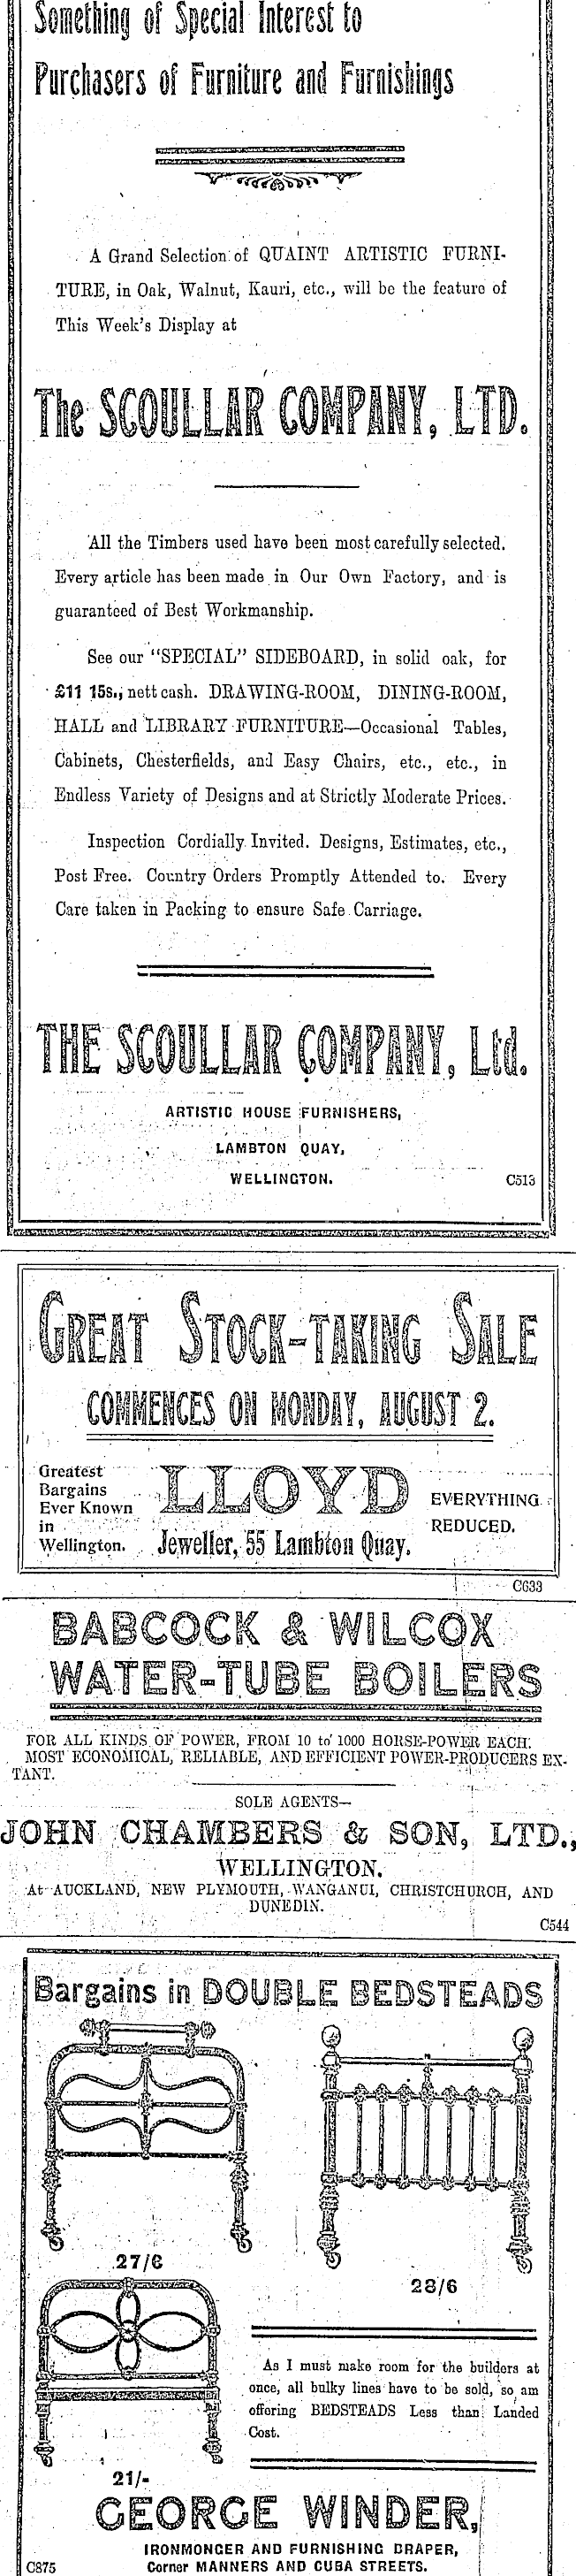 Something of Special Interest to
Purchasers of Furniture and Furnishings
A Grand Selection of QUAINT ARTISTIC FURNI-
TURE, in Oak, Walnut, Kauri, etc., will be the feature of
This Week's Display at
The SCOULLAR COMPANY, LTD.
All the Timbers used have been most carefully selected.
Every article has been made in Our Own Factory, and is
guaranteed of Best Workmanship.
See our "SPECIAL" SIDEBOARD, in solid oak, for
£11 15s., nett cash. DRAWING-ROOM, DINING-ROOM,
HALL and LIBRARY FURNITURE—Occasional Tables,
Cabinets, Chesterfields, and Easy Chairs, etc., etc., in
Endless Variety of Designs and at Strictly Moderate Prices.
Inspection Cordially Invited. Designs, Estimates, etc.,
Post Free. Country Orders Promptly Attended to. Every
Care taken in Packing to ensure Safe Carriage.
THE SCOULLAR COMPANY, Ltd.
ARTISTIC HOUSE FURNISHERS,
LAMBTON QUAY,
WELLINGTON.
C513
GREAT STOCK-TAKING SALE
COMMENCES ON MONDAY, AUGUST 2.
Greatest
Bargains
Ever Known
in
Wellington.
LLOYD
Jeweller, 55 Lambton Quay.
EVERYTHING
REDUCED.
C633
BABCOCK & WILCOX
WATER-TUBE BOILERS
FOR ALL KINDS OF POWER, FROM 10 to 1000 HORSE-POWER EACH.
MOST ECONOMICAL, RELIABLE, AND EFFICIENT POWER-PRODUCERS EX-
TANT.
SOLE AGENTS—
JOHN CHAMBERS & SON, LTD.,
WELLINGTON.
At AUCKLAND, NEW PLYMOUTH, WANGANUI, CHRISTCHURCH, AND
DUNEDIN.
C544
Bargains in DOUBLE BEDSTEADS
27/6
28/6
21/-
As I must make room for the builders at
once, all bulky lines have to be sold, so am
offering BEDSTEADS Less than Landed
Cost.
GEORGE WINDER,
IRONMONGER AND FURNISHING DRAPER,
Corner MANNERS AND CUBA STREETS.
C875